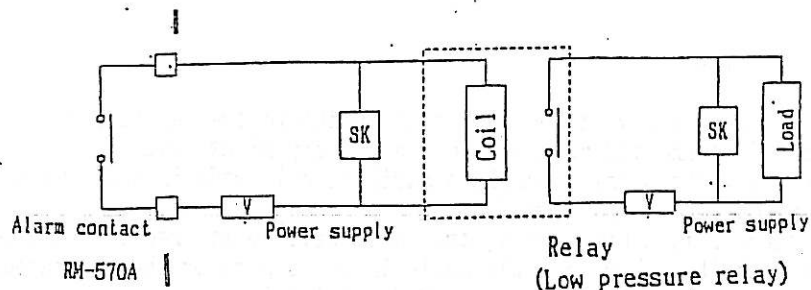 SK
Coil
SK
Load
V
V
Alarm contact
Power supply
Power supply
RM-570A
Relay
(Low pressure relay)